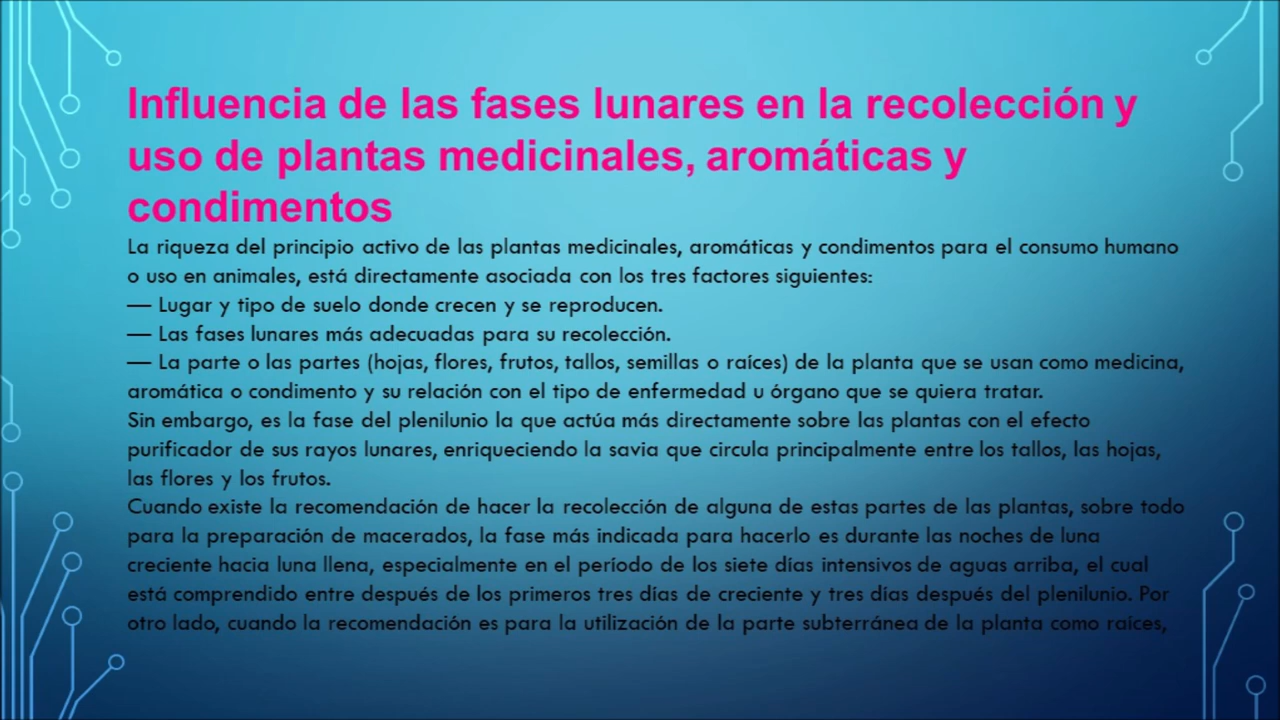 Influencia de las fases lunares en la recolección y
uso de plantas medicinales, aromáticas y
condimentos
La riqueza del principio activo de las plantas medicinales, aromáticas y condimentos para el consumo humano
o uso en animales, está directamente asociada con los tres factores siguientes:
— Lugar y tipo de suelo donde crecen y se reproducen.
— Las fases lunares más adecuadas para su recolección.
— La parte o las partes (hojas, flores, frutos, tallos, semillas o raíces) de la planta que se usan como medicina,
aromática o condimento y su relación con el tipo de enfermedad u órgano que se quiera tratar.
Sin embargo, es la fase del plenilunio la que actúa más directamente sobre las plantas con el efecto
purificador de sus rayos lunares, enriqueciendo la savia que circula principalmente entre los tallos, las hojas,
las flores y los frutos.
Cuando existe la recomendación de hacer la recolección de alguna de estas partes de las plantas, sobre todo
para la preparación de macerados, la fase más indicada para hacerlo es durante las noches de luna
creciente hacia luna llena, especialmente en el período de los siete días intensivos de aguas arriba, el cual
está comprendido entre después de los primeros tres días de creciente y tres días después del plenilunio. Por
otro lado, cuando la recomendación es para la utilización de la parte subterránea de la planta como raíces,